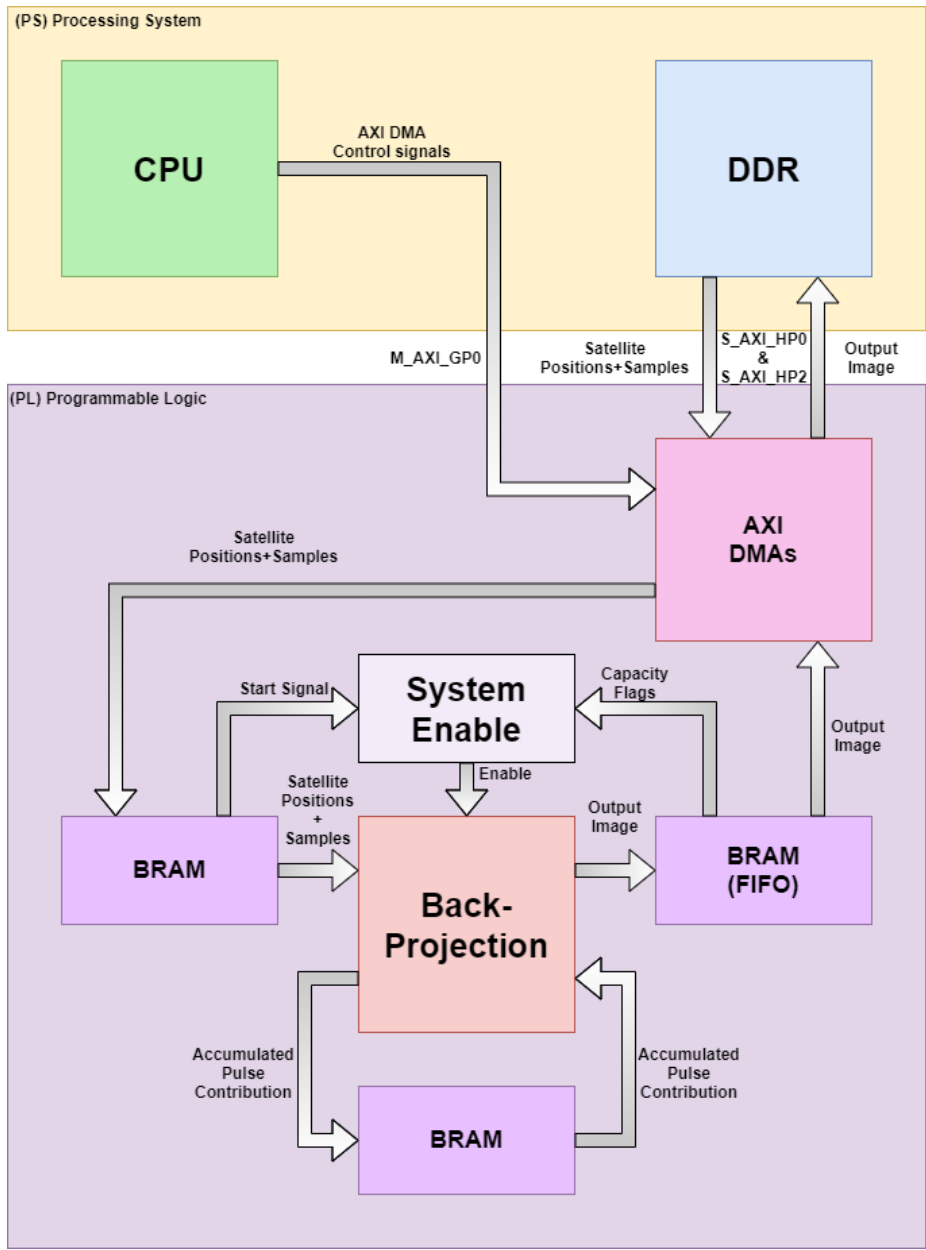 (PS) Processing System
CPU
AXI DMA
Control signals
DDR
M_AXI_GP0
Satellite
Positions+Samples
S_AXI_HP0
&
S_AXI_HP2
Output
Image
(PL) Programmable Logic
AXI
DMAs
Satellite
Positions+Samples
Start Signal
System
Enable
Capacity
Flags
Output
Image
Enable
Satellite
Positions
+
Samples
Output
Image
BRAM
Back-
Projection
BRAM
(FIFO)
Accumulated
Pulse
Contribution
BRAM
Accumulated
Pulse
Contribution